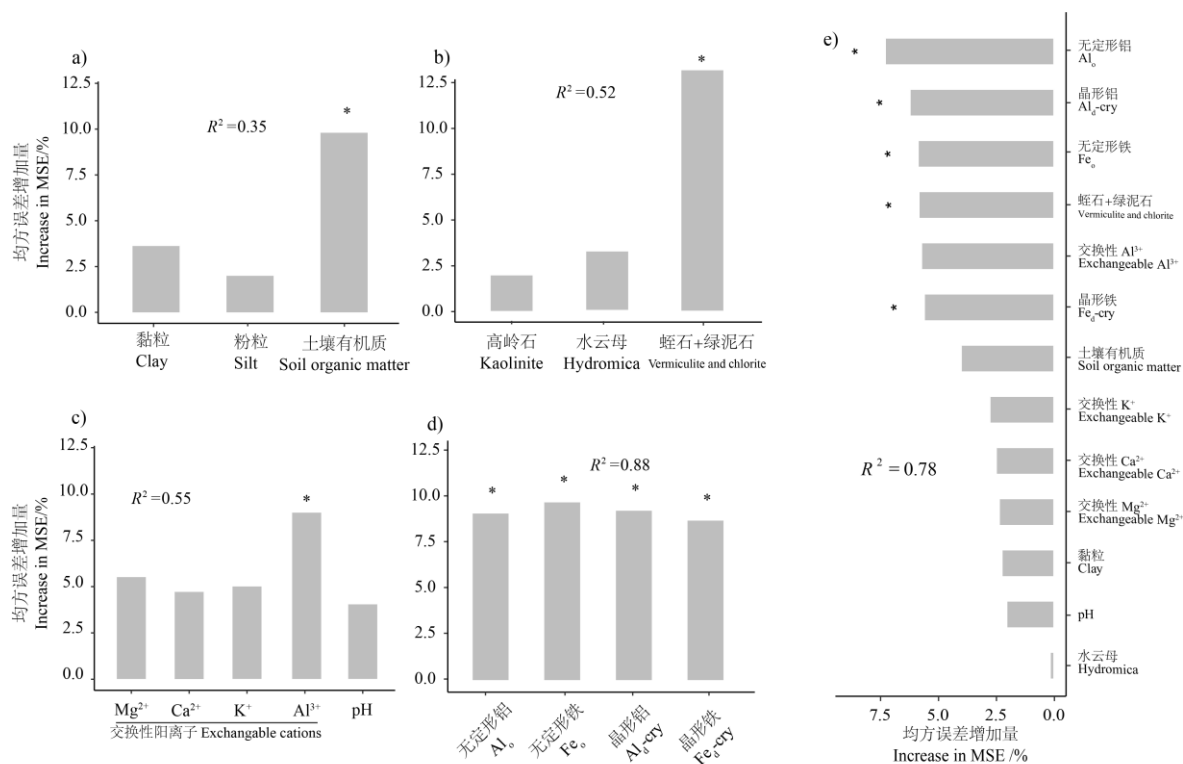 a)
均方误差增加量
Increase in MSE/%
12.5
10.0
7.5
5.0
2.5
0.0
R² =0.35
*
黏粒
Clay
粉粒
Silt
土壤有机质
Soil organic matter
b)
12.5
10.0
7.5
5.0
2.5
0.0
R² =0.52
*
高岭石
Kaolinite
水云母
Hydromica
蛭石+绿泥石
Vermiculite and chlorite
c)
均方误差增加量
Increase in MSE/%
12.5
10.0
7.5
5.0
2.5
0.0
R² =0.55
*
Mg²⁺
Ca²⁺
K⁺
Al³⁺
pH
交换性阳离子 Exchangable cations
d)
12.5
10.0
7.5
5.0
2.5
0.0
R² =0.88
*
*
*
*
无定形铝
Alₒ
无定形铁
Feₒ
晶形铝
Al_d-cry
晶形铁
Fe_d-cry
e)
*
无定形铝
Alₒ
*
晶形铝
Al_d-cry
*
无定形铁
Feₒ
*
蛭石+绿泥石
Vermiculite and chlorite
交换性 Al³⁺
Exchangeable Al³⁺
*
晶形铁
Fe_d-cry
土壤有机质
Soil organic matter
交换性 K⁺
Exchangeable K⁺
R² = 0.78
交换性 Ca²⁺
Exchangeable Ca²⁺
交换性 Mg²⁺
Exchangeable Mg²⁺
黏粒
Clay
pH
水云母
Hydromica
7.5 5.0 2.5 0.0
均方误差增加量
Increase in MSE /%